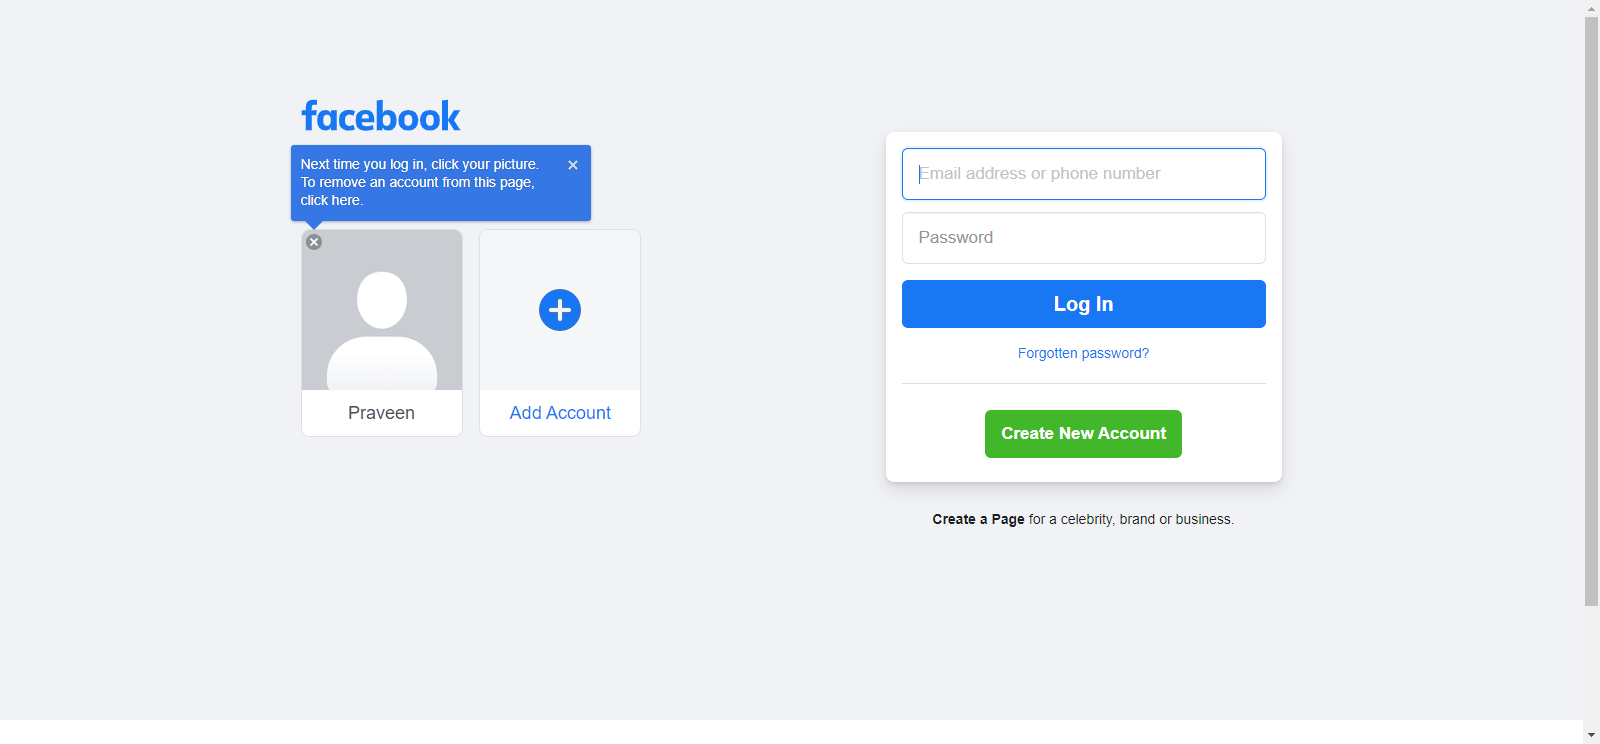 facebook
Next time you log in, click your picture.
To remove an account from this page,
click here.
Praveen
Add Account
Email address or phone number
Password
Log In
Forgotten password?
Create New Account
Create a Page for a celebrity, brand or business.